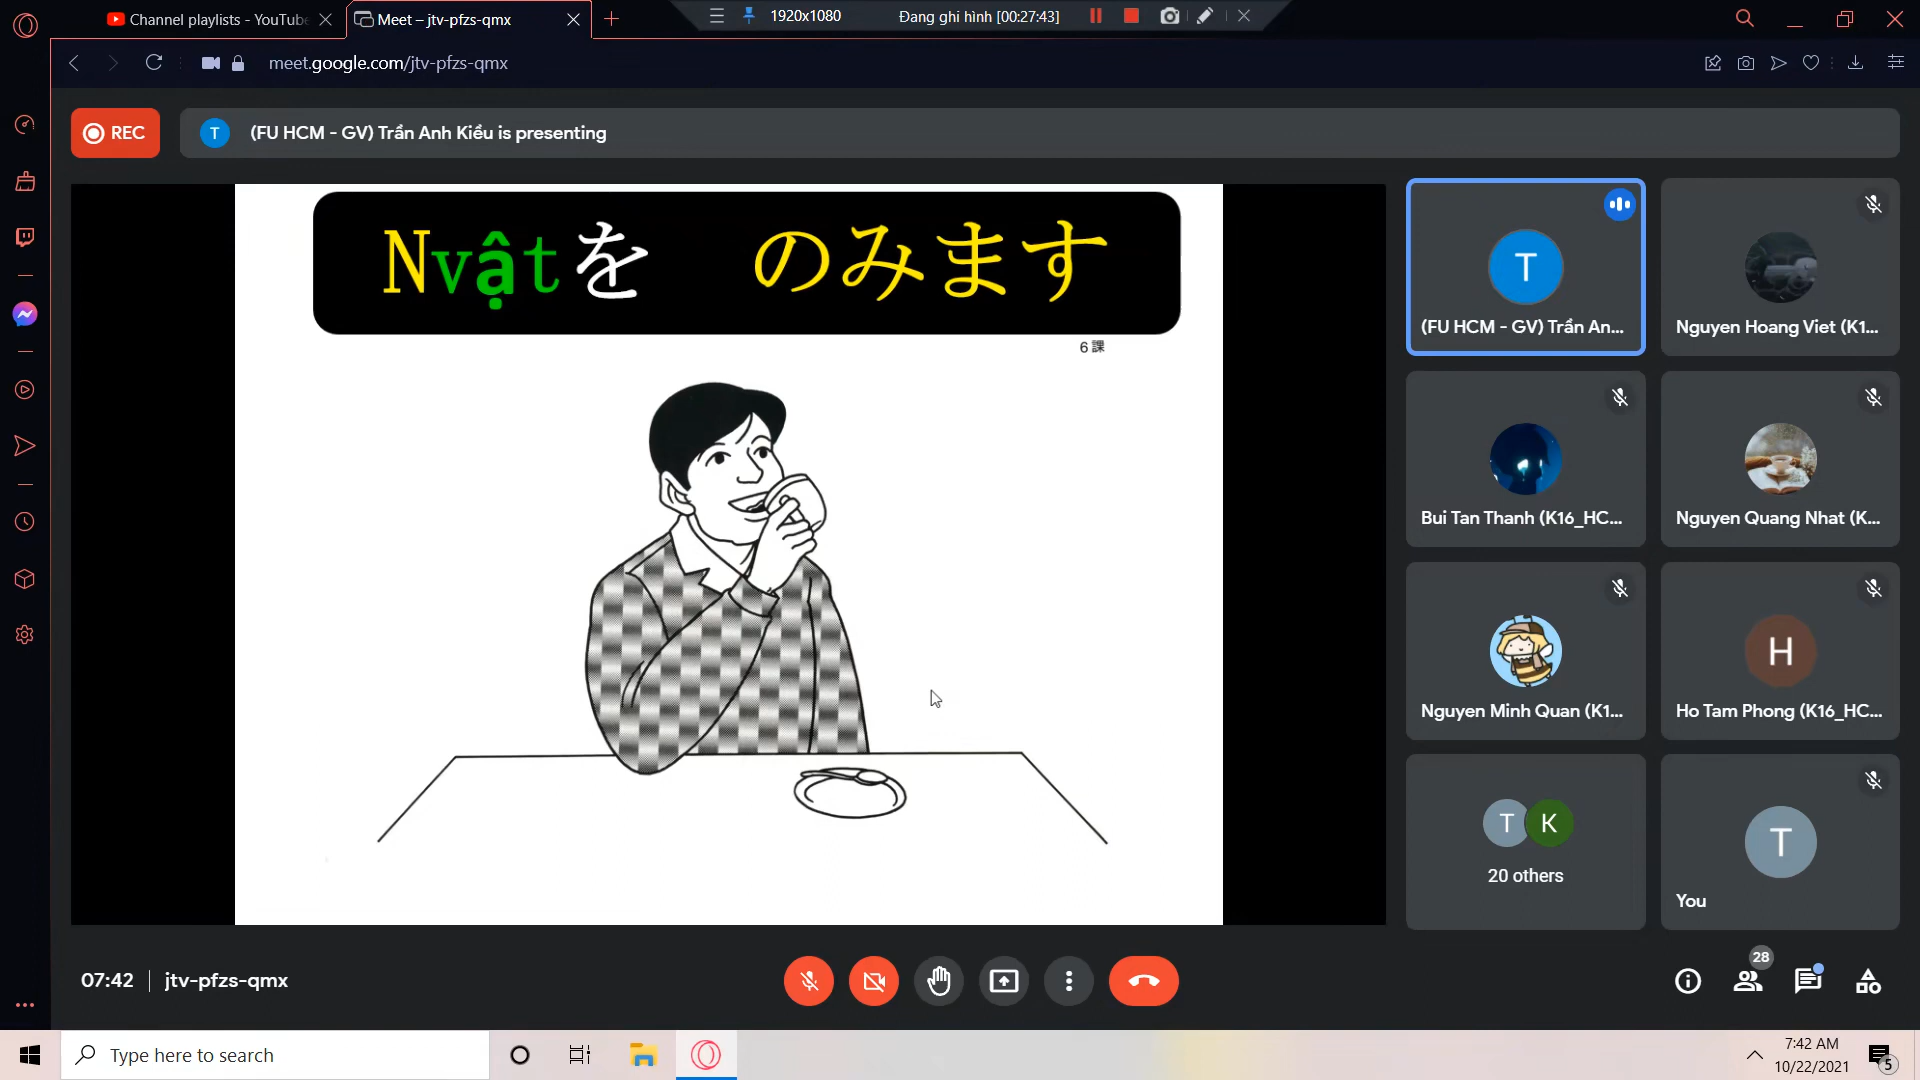 Channel playlists - YouTube
Meet – jtv-pfzs-qmx
1920x1080
Đang ghi hình [00:27:43]
meet.google.com/jtv-pfzs-qmx
REC
T
(FU HCM - GV) Trần Anh Kiều is presenting
Nvậtを のみます
6課
T
(FU HCM - GV) Trần An...
Nguyen Hoang Viet (K1...
Bui Tan Thanh (K16_HC...
Nguyen Quang Nhat (K...
Nguyen Minh Quan (K1...
H
Ho Tam Phong (K16_HC...
T K
20 others
T
You
07:42 | jtv-pfzs-qmx
28
Type here to search
7:42 AM
10/22/2021
5